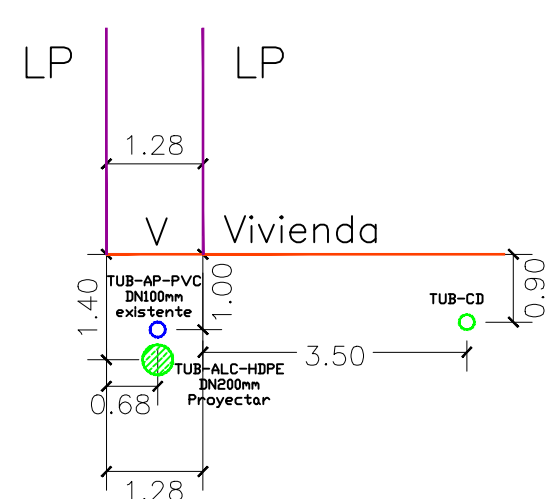 LP
LP
1.28
V
Vivienda
TUB-AP-PVC
DN100mm
existente
1.40
1.00
TUB-CD
0.90
3.50
TUB-ALC-HDPE
DN200mm
Proyectar
0.68
1.28